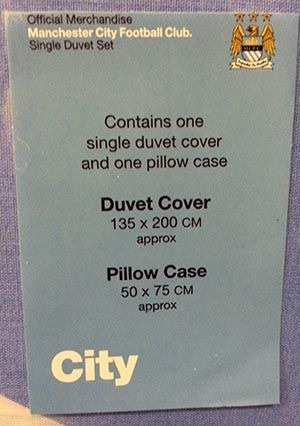 Official Merchandise
Manchester City Football Club.
Single Duvet Set
Contains one
single duvet cover
and one pillow case
Duvet Cover
135 x 200 CM
approx
Pillow Case
50 x 75 CM
approx
City